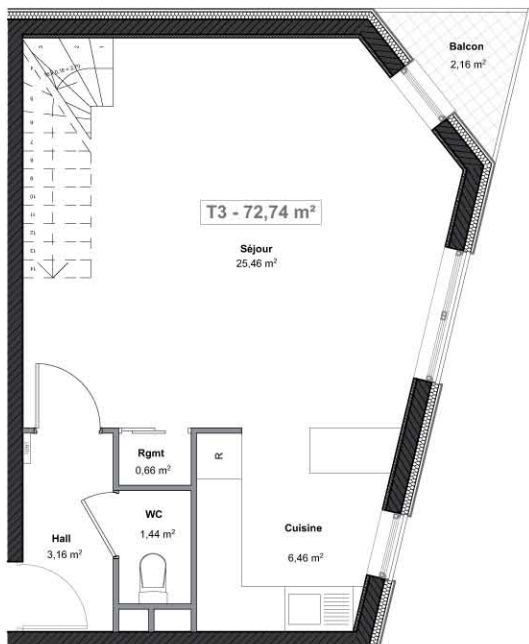 Balcon
2,16 m²
T3 - 72,74 m²
Séjour
25,46 m²
Rgmt
0,66 m²
R
WC
1,44 m²
Hall
3,16 m²
Cuisine
6,46 m²